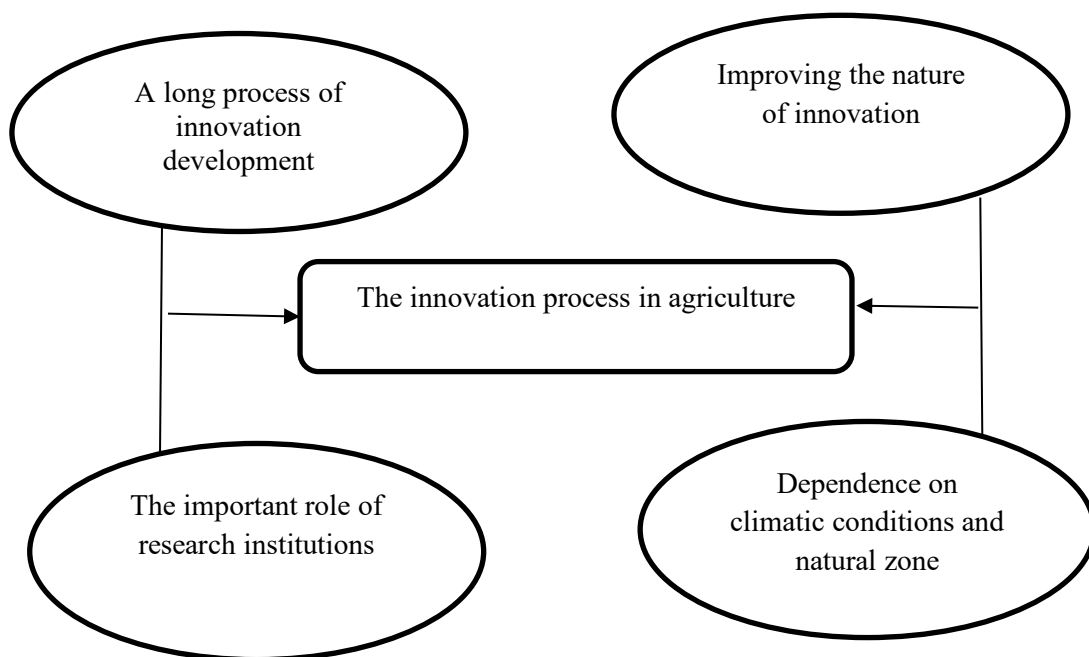 A long process of
innovation
development
Improving the nature
of innovation
The innovation process in agriculture
The important role of
research institutions
Dependence on
climatic conditions and
natural zone